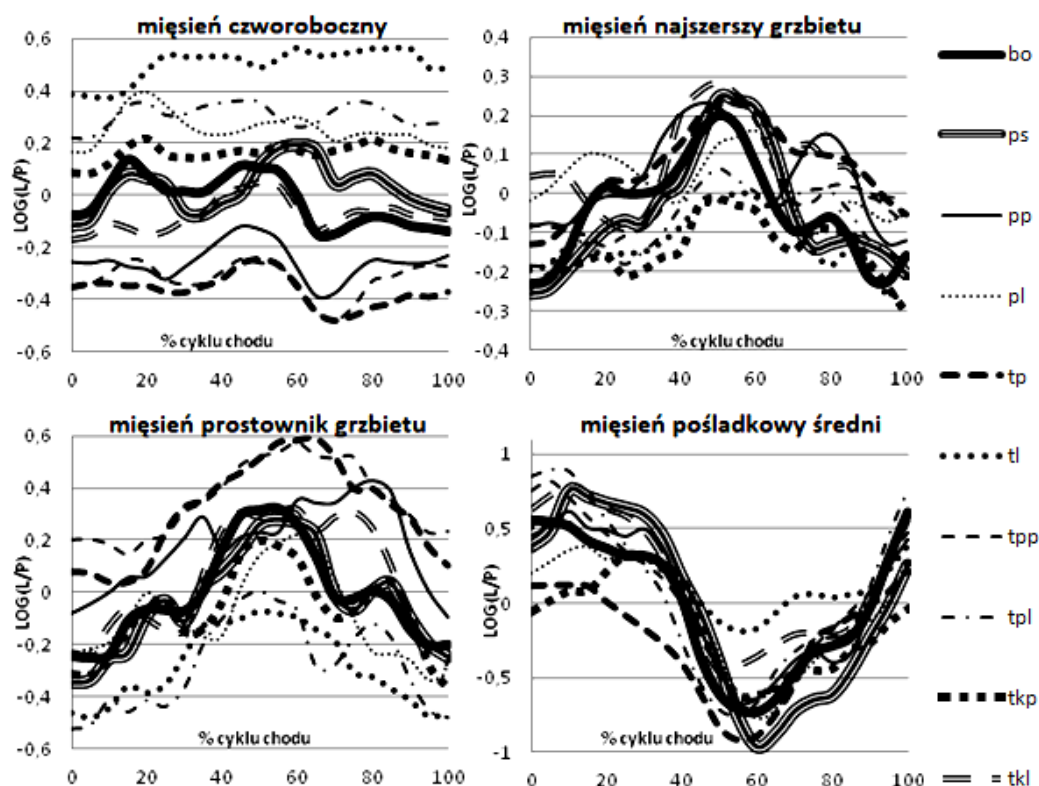 mięsień czworoboczny
0,6
0,4
0,2
0
-0,2
-0,4
-0,6
LOG(L/P)
% cyklu chodu
0 20 40 60 80 100
mięsień najszerszy grzbietu
0,4
0,3
0,2
0,1
0
-0,1
-0,2
-0,3
-0,4
LOG(L/P)
% cyklu chodu
0 20 40 60 80 100
mięsień prostownik grzbietu
0,6
0,4
0,2
0
-0,2
-0,4
-0,6
LOG(L/P)
% cyklu chodu
0 20 40 60 80 100
mięsień pośladkowy średni
1
0,5
0
-0,5
-1
LOG(L/P)
% cyklu chodu
0 20 40 60 80 100
bo
ps
pp
pl
tp
tl
tpp
tpl
tkp
tkl